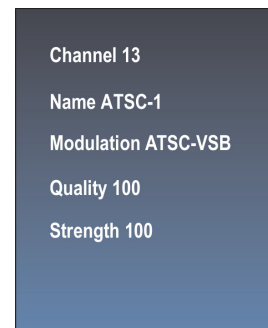 Channel 13
Name ATSC-1
Modulation ATSC-VSB
Quality 100
Strength 100